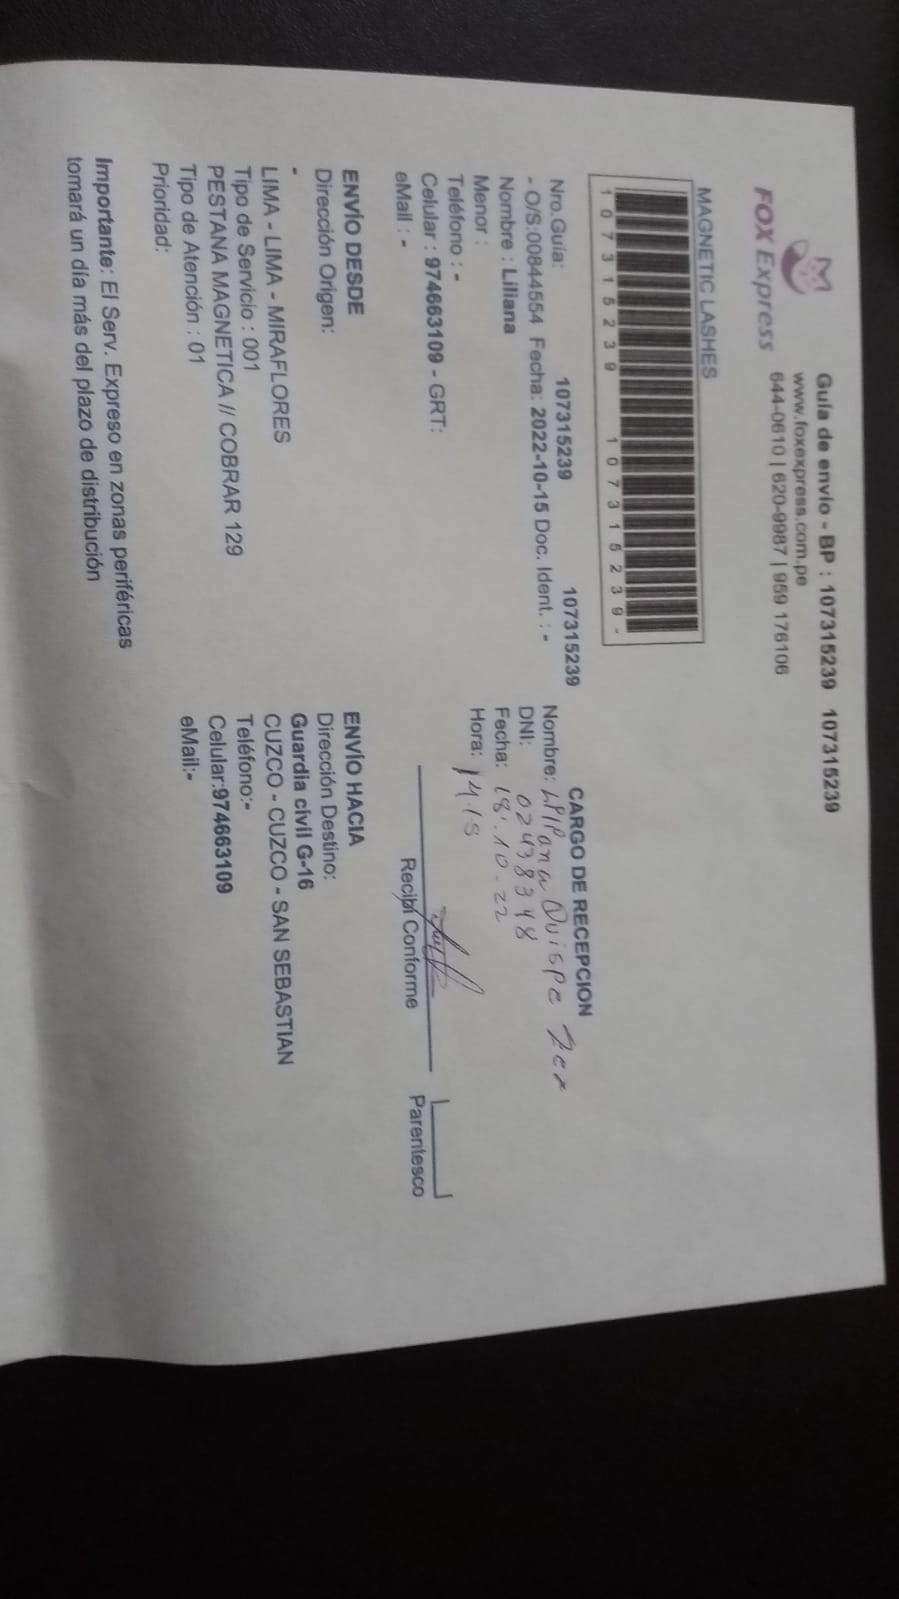 FOX Express
Guía de envío - BP : 107315239 107315239
www.foxexpress.com.pe
644-0610 | 620-9987 | 959 176106
MAGNETIC LASHES
107315239 107315239-
Nro.Guia: 107315239 107315239
- O/S:00844554 Fecha: 2022-10-15 Doc. Ident. : -
Nombre : Liliana
Menor :
Teléfono : -
Celular : 974663109 - GRT:
eMail : -
CARGO DE RECEPCION
Nombre: Quispe
DNI: 02438348
Fecha: 18.10.22
Hora: 14.15
Recibí Conforme
Parentesco
ENVÍO DESDE
Dirección Origen:
-
LIMA - LIMA - MIRAFLORES
Tipo de Servicio : 001
PESTANA MAGNETICA // COBRAR 129
Tipo de Atención : 01
Prioridad:
ENVÍO HACIA
Dirección Destino:
Guardia civil G-16
CUZCO - CUZCO - SAN SEBASTIAN
Teléfono:-
Celular:974663109
eMail:-
Importante: El Serv. Expreso en zonas periféricas
tomará un día más del plazo de distribución